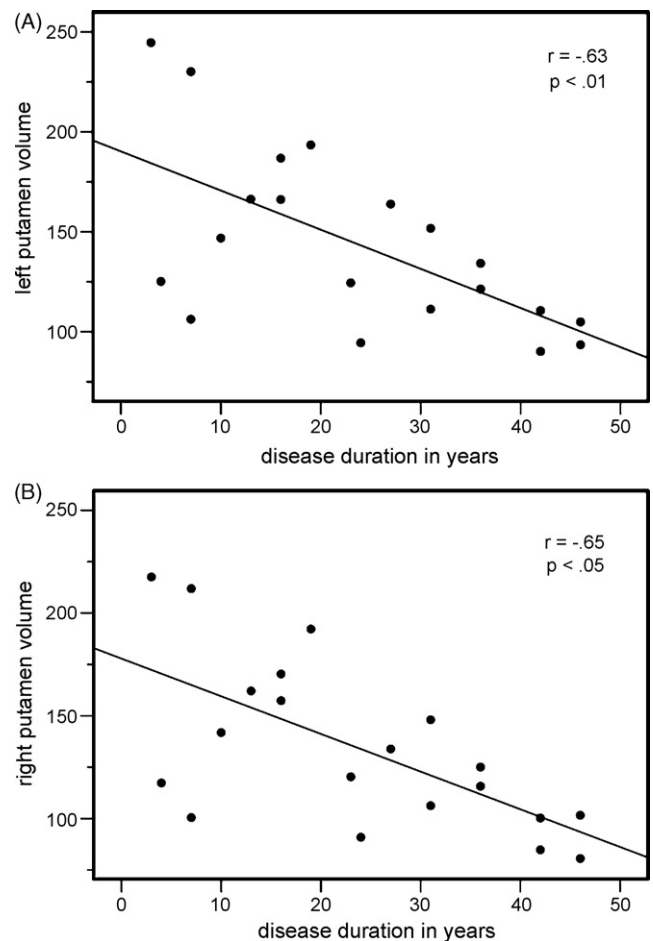 (A)
250
200
150
100
left putamen volume
r = -.63
p < .01
0 10 20 30 40 50
disease duration in years
(B)
250
200
150
100
right putamen volume
r = -.65
p < .05
0 10 20 30 40 50
disease duration in years